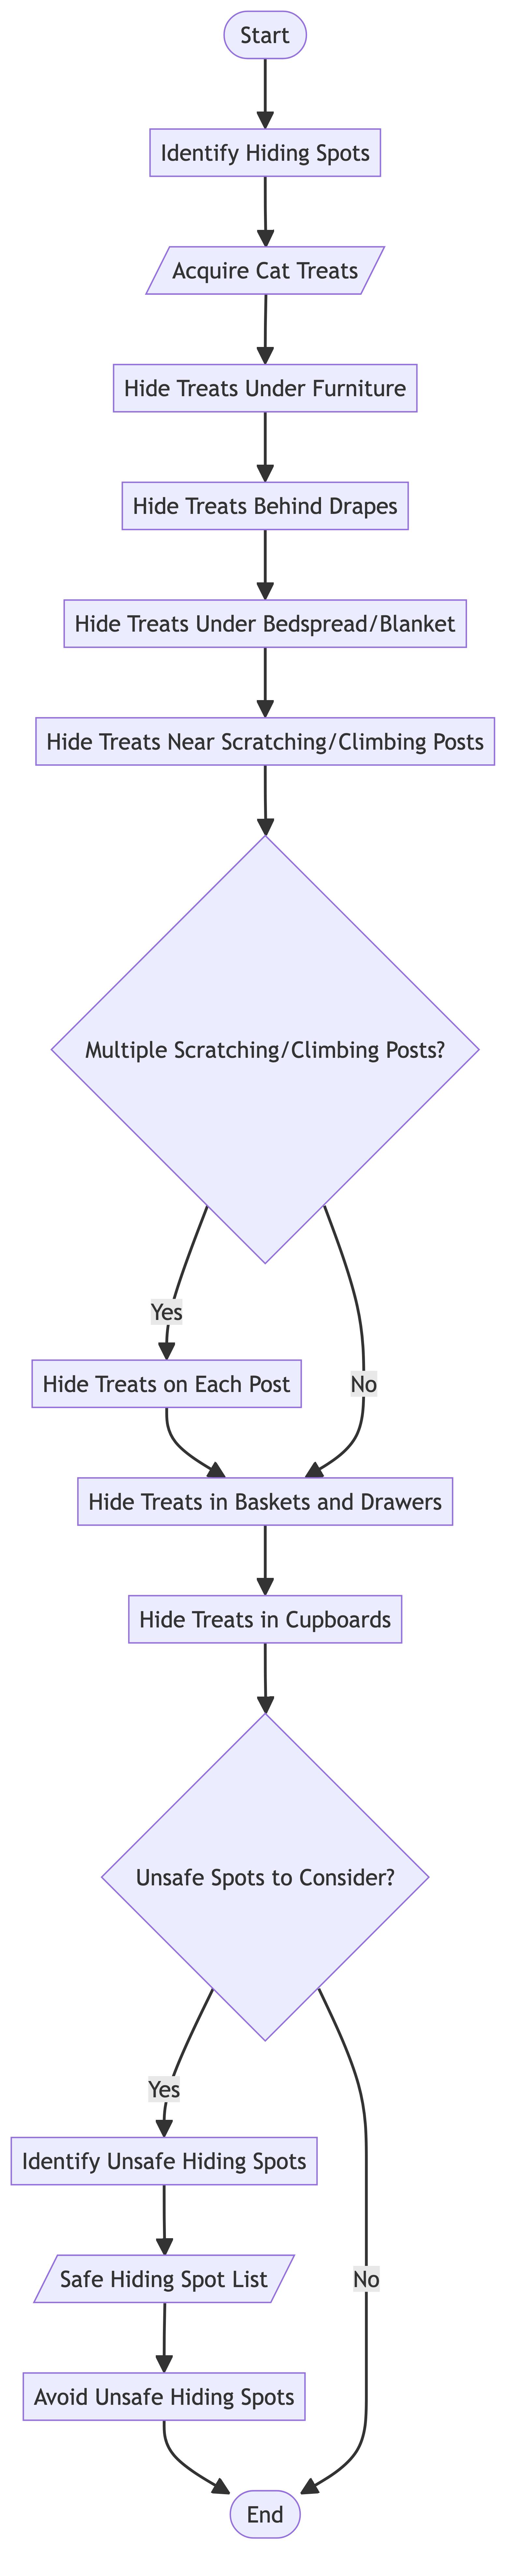 Start
Identify Hiding Spots
Acquire Cat Treats
Hide Treats Under Furniture
Hide Treats Behind Drapes
Hide Treats Under Bedspread/Blanket
Hide Treats Near Scratching/Climbing Posts
Multiple Scratching/Climbing Posts?
Yes
Hide Treats on Each Post
No
Hide Treats in Baskets and Drawers
Hide Treats in Cupboards
Unsafe Spots to Consider?
Yes
Identify Unsafe Hiding Spots
Safe Hiding Spot List
No
Avoid Unsafe Hiding Spots
End